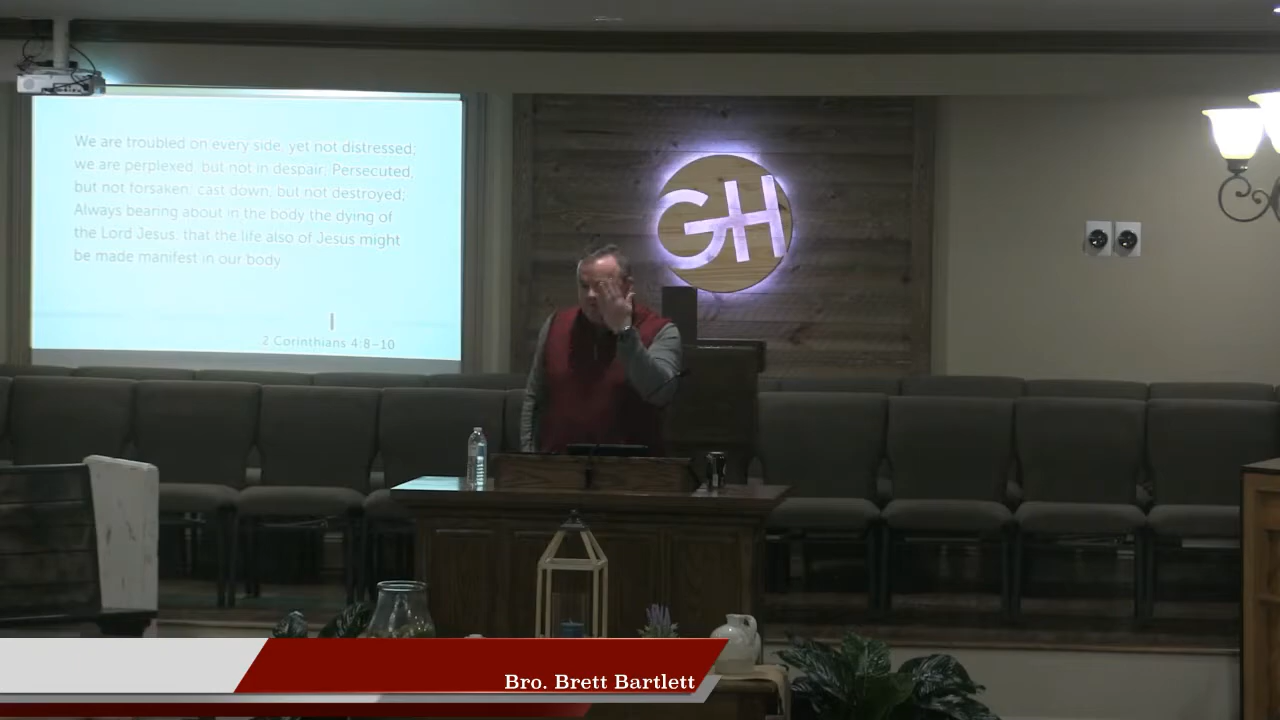 We are troubled on every side, yet not distressed;
we are perplexed, but not in despair; Persecuted,
but not forsaken; cast down, but not destroyed;
Always bearing about in the body the dying of
the Lord Jesus, that the life also of Jesus might
be made manifest in our body
2 Corinthians 4:8-10
GH
Bro. Brett Bartlett